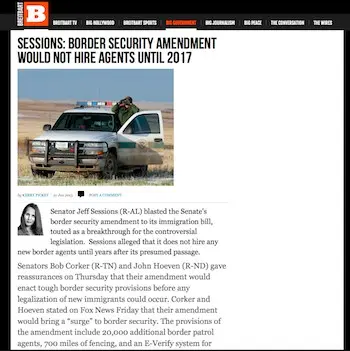 BREITBART
B
BREITBART TV
BIG HOLLYWOOD
BREITBART SPORTS
BIG GOVERNMENT
BIG JOURNALISM
BIG PEACE
THE CONVERSATION
THE WIRES
SESSIONS: BORDER SECURITY AMENDMENT
WOULD NOT HIRE AGENTS UNTIL 2017
by KERRY PICKET
POST A COMMENT
Senator Jeff Sessions (R-AL) blasted the Senate's
border security amendment to its immigration bill,
touted as a breakthrough for the controversial
legislation. Sessions alleged that it does not hire any
new border agents until years after its presumed passage.
Senators Bob Corker (R-TN) and John Hoeven (R-ND) gave
reassurances on Thursday that their amendment would
enact tough border security provisions before any
legalization of new immigrants could occur. Corker and
Hoeven stated on Fox News Friday that their amendment
would bring a "surge" to border security. The provisions of
the amendment include 20,000 additional border patrol
agents, 700 miles of fencing, and an E-Verify system for